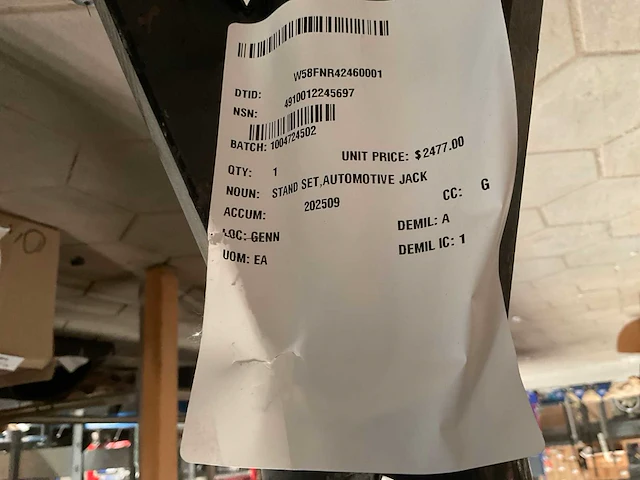 DTID: W58FNR42460001
NSN: 4910012245697
BATCH: 1004724502
QTY: 1 UNIT PRICE: $2477.00
NOUN: STAND SET,AUTOMOTIVE JACK
ACCUM: 202509 CC: G
LOC: GENN DEMIL: A
UOM: EA DEMIL IC: 1